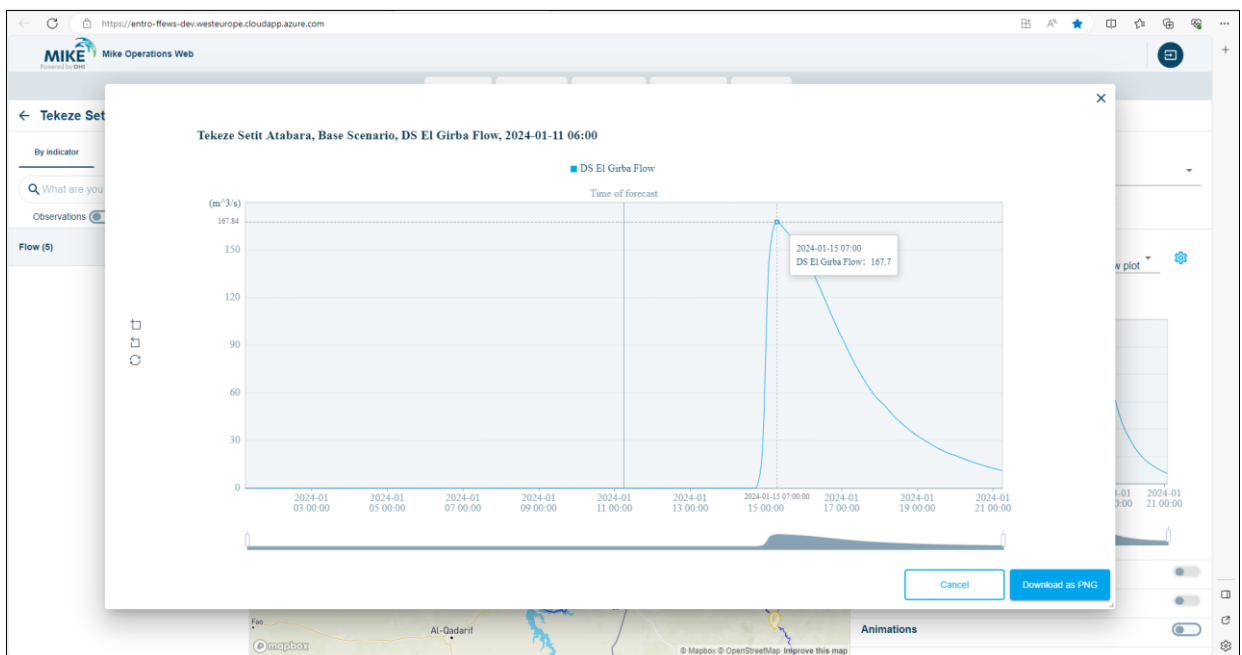 https://entro-ffews-dev.westeurope.cloudapp.azure.com
MIKE
Powered by DHI
Mike Operations Web
Tekeze Set
By indicator
What are you
Observations
Flow (5)
Tekeze Setit Atabara, Base Scenario, DS El Girba Flow, 2024-01-11 06:00
DS El Girba Flow
Time of forecast
(m^3/s)
167.84
150
120
90
60
30
0
2024-01-15 07:00
DS El Girba Flow: 167.7
2024-01 2024-01 2024-01 2024-01 2024-01 2024-01 2024-01-15 07:00:00 2024-01 2024-01 2024-01
03 00:00 05 00:00 07 00:00 09 00:00 11 00:00 13 00:00 15 00:00 17 00:00 19 00:00 21 00:00
w plot
2024-01
21 00:00
Cancel
Download as PNG
Fao
Al-Qadarif
mapbox
© Mapbox © OpenStreetMap Improve this map
Animations